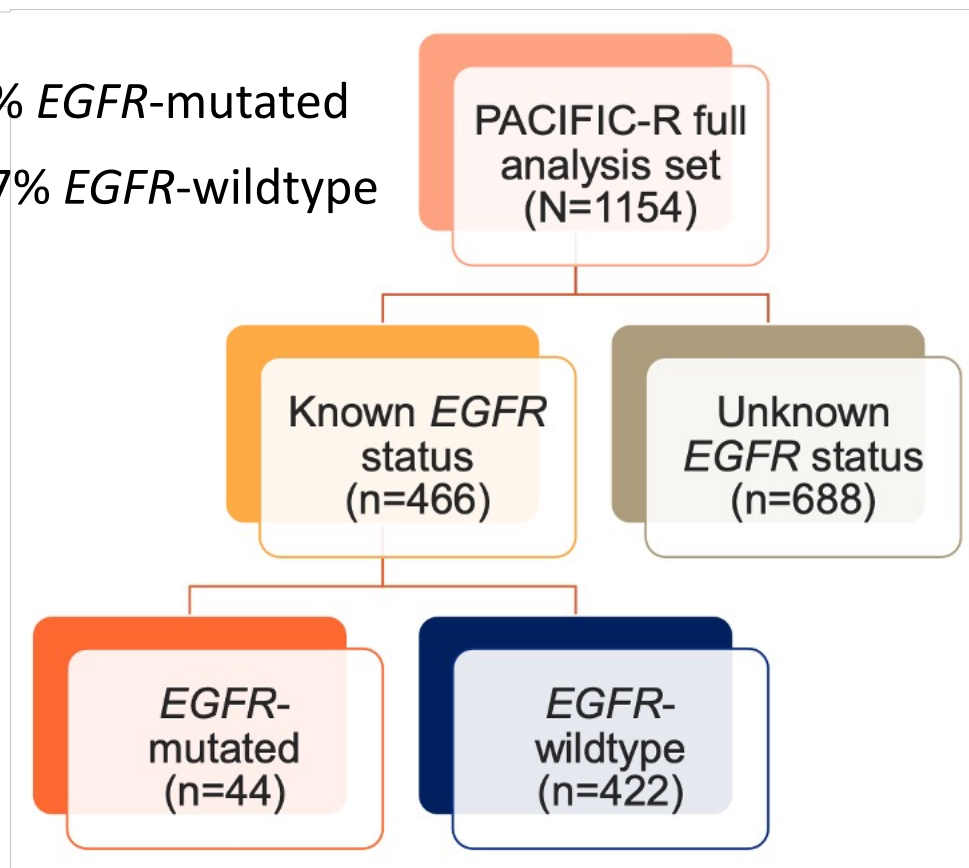 % EGFR-mutated
7% EGFR-wildtype
PACIFIC-R full
analysis set
(N=1154)
Known EGFR
status
(n=466)
Unknown
EGFR status
(n=688)
EGFR-
mutated
(n=44)
EGFR-
wildtype
(n=422)